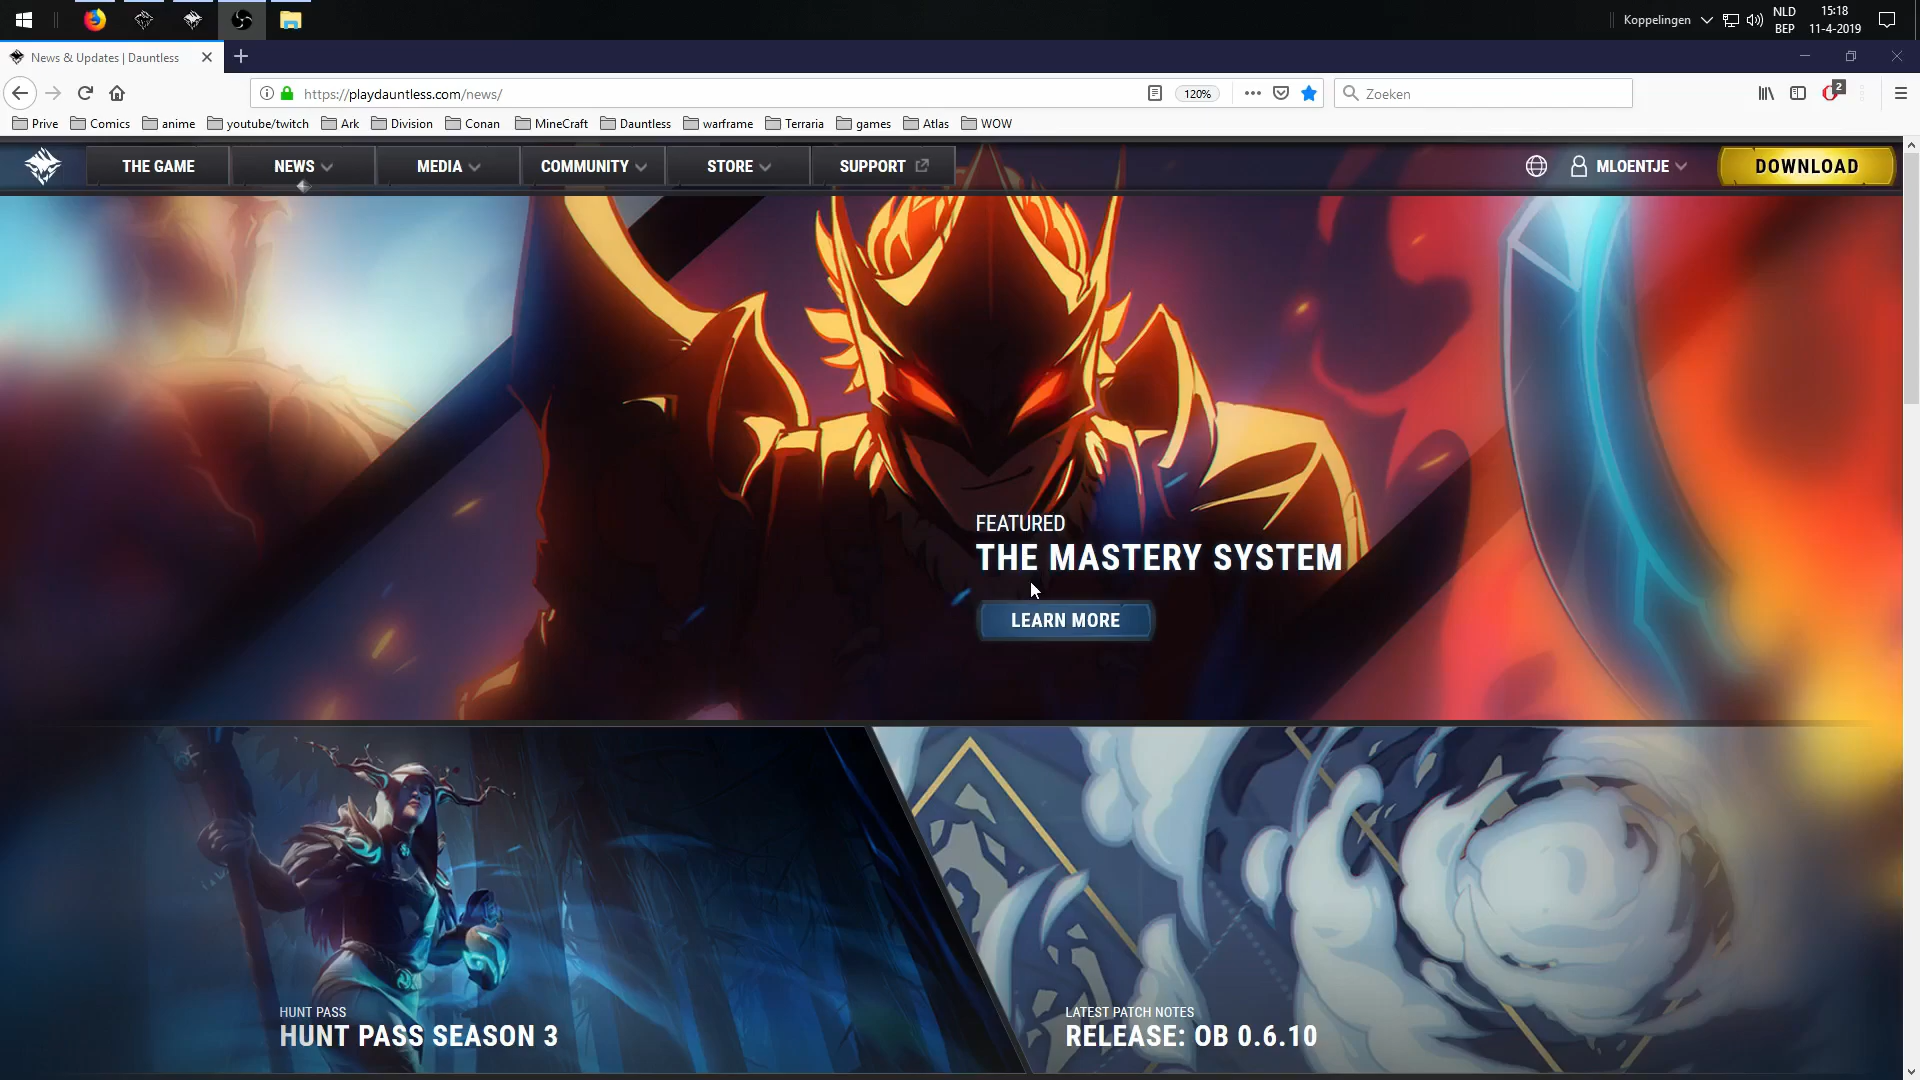 Koppelingen
NLD
BEP
15:18
11-4-2019
News & Updates | Dauntless
https://playdauntless.com/news/
120%
Zoeken
2
Prive
Comics
anime
youtube/twitch
Ark
Division
Conan
MineCraft
Dauntless
warframe
Terraria
games
Atlas
WOW
THE GAME
NEWS
MEDIA
COMMUNITY
STORE
SUPPORT
MLOENTJE
DOWNLOAD
FEATURED
THE MASTERY SYSTEM
LEARN MORE
HUNT PASS
HUNT PASS SEASON 3
LATEST PATCH NOTES
RELEASE: OB 0.6.10